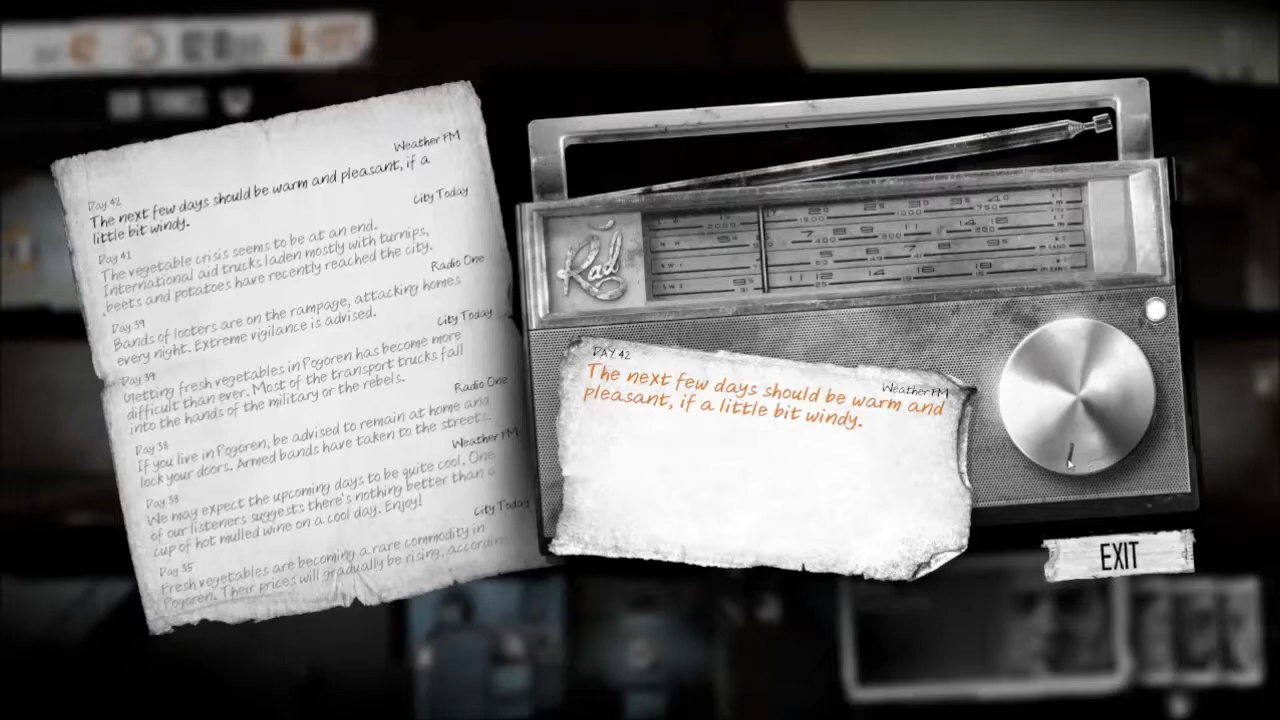 Weather FM
Day 42
The next few days should be warm and pleasant, if a
little bit windy.
City Today
Day 41
The vegetable crisis seems to be at an end.
International aid trucks laden mostly with turnips,
beets and potatoes have recently reached the city.
Radio One
Day 39
Bands of looters are on the rampage, attacking homes
every night. Extreme vigilance is advised.
City Today
Day 39
Getting fresh vegetables in Pogoren has become more
difficult than ever. Most of the transport trucks fall
into the hands of the military or the rebels.
Radio One
Day 38
If you live in Pogoren, be advised to remain at home and
lock your doors. Armed bands have taken to the streets.
Weather FM
Day 38
We may expect the upcoming days to be quite cool. One
of our listeners suggests there's nothing better than a
cup of hot mulled wine on a cool day. Enjoy!
City Today
Day 35
Fresh vegetables are becoming a rare commodity in
Pogoren. Their prices will gradually be rising, accordin
Rad
DAY 42
Weather FM
The next few days should be warm and
pleasant, if a little bit windy.
EXIT